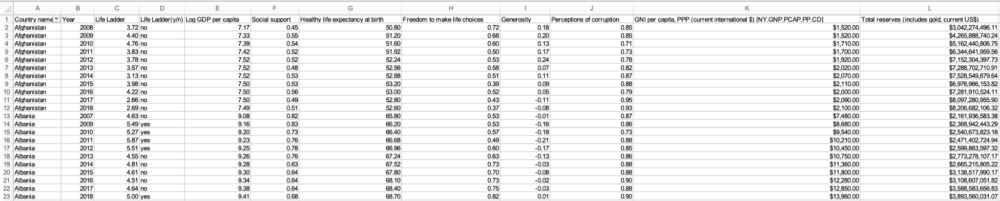 A B C D E F G H I J K L
1 Country name Year Life Ladder Life Ladder(y/n) Log GDP per capita Social support Healthy life expectancy at birth Freedom to make life choices Generosity Perceptions of corruption GNI per capita, PPP (current international $) [NY.GNP.PCAP.PP.CD] Total reserves (includes gold, current US$)
2 Afghanistan 2008 3.72 no 7.17 0.45 50.80 0.72 0.18 0.85 $1,520.00 $3,042,274,496.11
3 Afghanistan 2009 4.40 no 7.33 0.55 51.20 0.68 0.20 0.85 $1,520.00 $4,265,888,740.24
4 Afghanistan 2010 4.76 no 7.39 0.54 51.60 0.60 0.13 0.71 $1,710.00 $5,162,440,806.75
5 Afghanistan 2011 3.83 no 7.42 0.52 51.92 0.50 0.17 0.73 $1,700.00 $6,344,641,959.56
6 Afghanistan 2012 3.78 no 7.52 0.52 52.24 0.53 0.24 0.78 $1,920.00 $7,152,304,397.73
7 Afghanistan 2013 3.57 no 7.52 0.48 52.56 0.58 0.07 0.82 $2,020.00 $7,288,702,710.91
8 Afghanistan 2014 3.13 no 7.52 0.53 52.88 0.51 0.11 0.87 $2,070.00 $7,528,549,879.64
9 Afghanistan 2015 3.98 no 7.50 0.53 53.20 0.39 0.09 0.88 $2,110.00 $6,976,966,153.82
10 Afghanistan 2016 4.22 no 7.50 0.56 53.00 0.52 0.05 0.79 $2,000.00 $7,281,910,524.11
11 Afghanistan 2017 2.66 no 7.50 0.49 52.80 0.43 -0.11 0.95 $2,090.00 $8,097,280,955.90
12 Afghanistan 2018 2.69 no 7.49 0.51 52.60 0.37 -0.08 0.93 $2,100.00 $8,206,682,106.32
13 Albania 2007 4.63 no 9.08 0.82 65.80 0.53 -0.01 0.87 $7,480.00 $2,161,936,583.38
14 Albania 2009 5.49 yes 9.16 0.83 66.20 0.53 -0.16 0.86 $8,680.00 $2,368,942,443.29
15 Albania 2010 5.27 yes 9.20 0.73 66.40 0.57 -0.18 0.73 $9,540.00 $2,540,673,823.18
16 Albania 2011 5.87 yes 9.23 0.76 66.68 0.49 -0.21 0.88 $10,210.00 $2,471,402,724.94
17 Albania 2012 5.51 yes 9.25 0.78 66.96 0.60 -0.17 0.85 $10,450.00 $2,599,863,597.32
18 Albania 2013 4.55 no 9.26 0.76 67.24 0.63 -0.13 0.86 $10,750.00 $2,773,278,107.17
19 Albania 2014 4.81 no 9.28 0.63 67.52 0.73 -0.03 0.88 $11,360.00 $2,665,215,805.22
20 Albania 2015 4.61 no 9.30 0.64 67.80 0.70 -0.08 0.88 $11,800.00 $3,138,517,990.17
21 Albania 2016 4.51 no 9.34 0.64 68.10 0.73 -0.02 0.90 $12,280.00 $3,108,607,051.82
22 Albania 2017 4.64 no 9.38 0.64 68.40 0.75 -0.03 0.88 $12,850.00 $3,588,583,656.83
23 Albania 2018 5.00 yes 9.41 0.68 68.70 0.82 0.01 0.90 $13,960.00 $3,893,560,031.07